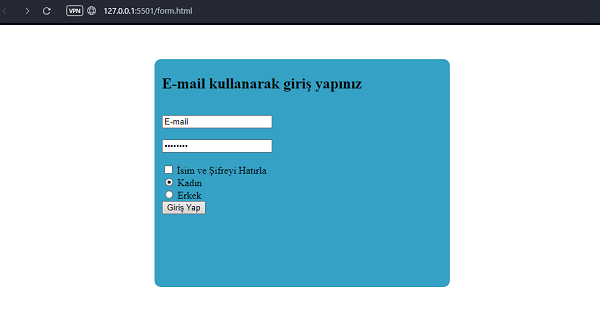 VPN 127.0.0.1:5501/form.html
E-mail kullanarak giriş yapınız
E-mail
••••••••
İsim ve Şifreyi Hatırla
Kadın
Erkek
Giriş Yap